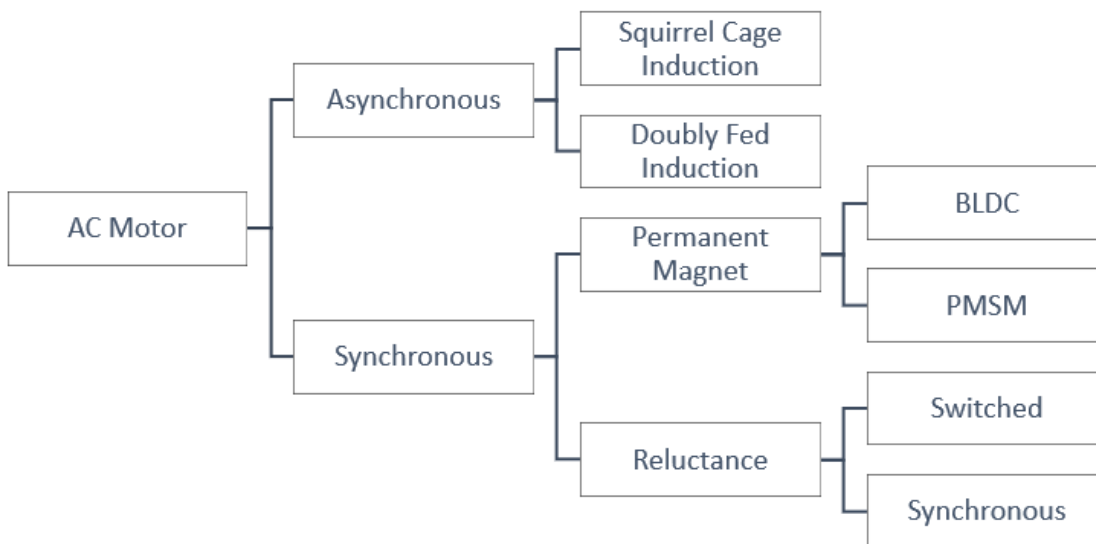 AC Motor
Asynchronous
Squirrel Cage
Induction
Doubly Fed
Induction
Synchronous
Permanent
Magnet
BLDC
PMSM
Reluctance
Switched
Synchronous